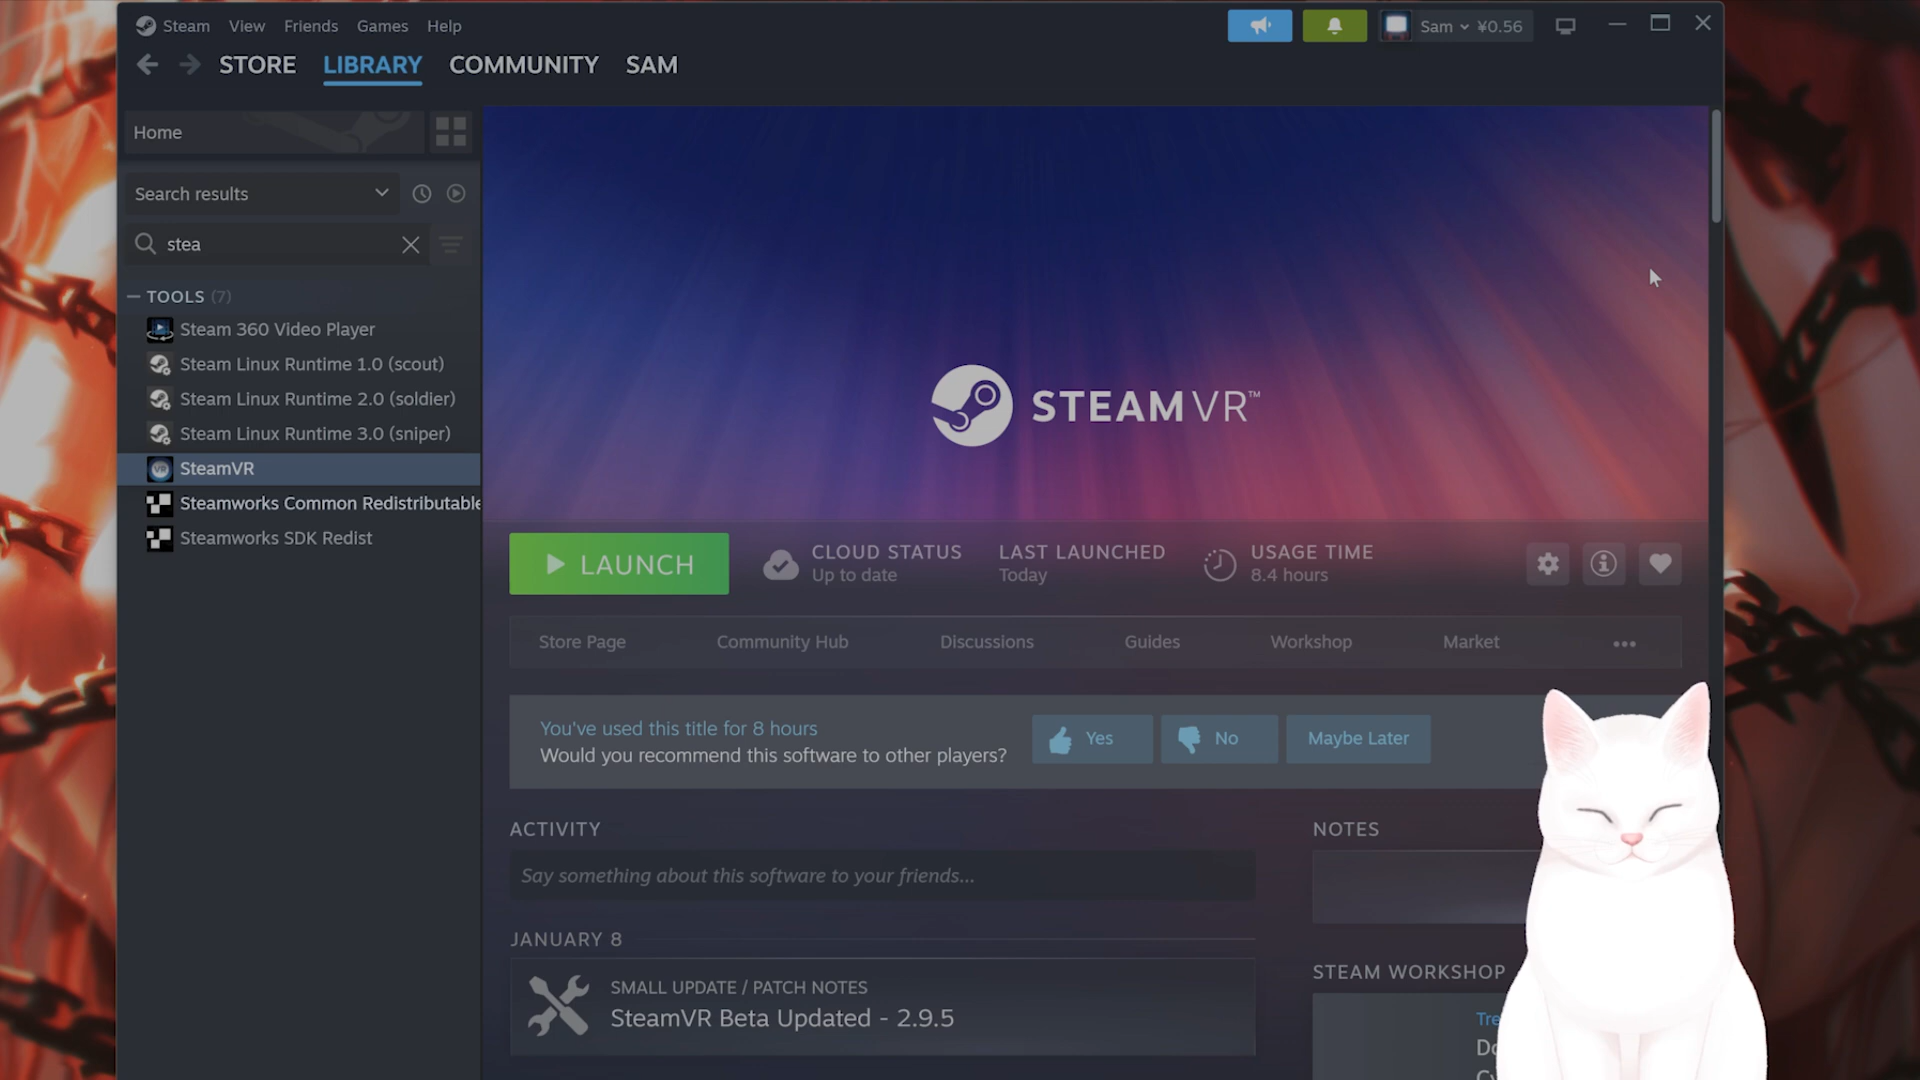 Steam View Friends Games Help
Sam ¥0.56
STORE LIBRARY COMMUNITY SAM
Home
Search results
stea
TOOLS (7)
Steam 360 Video Player
Steam Linux Runtime 1.0 (scout)
Steam Linux Runtime 2.0 (soldier)
Steam Linux Runtime 3.0 (sniper)
SteamVR
Steamworks Common Redistributable
Steamworks SDK Redist
STEAMVR™
LAUNCH
CLOUD STATUS
Up to date
LAST LAUNCHED
Today
USAGE TIME
8.4 hours
Store Page Community Hub Discussions Guides Workshop Market
You've used this title for 8 hours
Would you recommend this software to other players?
Yes No Maybe Later
ACTIVITY
Say something about this software to your friends...
NOTES
JANUARY 8
SMALL UPDATE / PATCH NOTES
SteamVR Beta Updated - 2.9.5
STEAM WORKSHOP